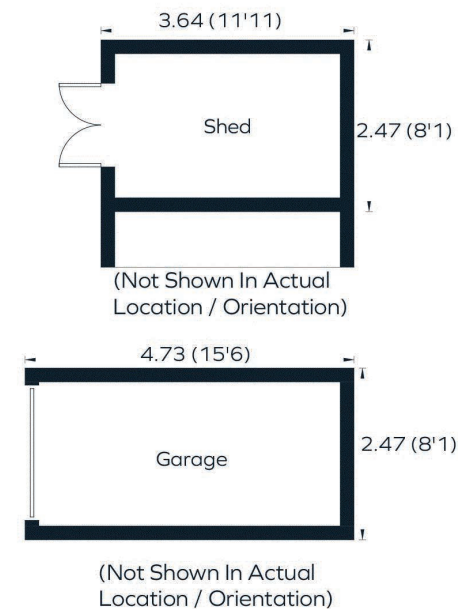 3.64 (11'11)
Shed
2.47 (8'1)
(Not Shown In Actual
Location / Orientation)
4.73 (15'6)
Garage
2.47 (8'1)
(Not Shown In Actual
Location / Orientation)